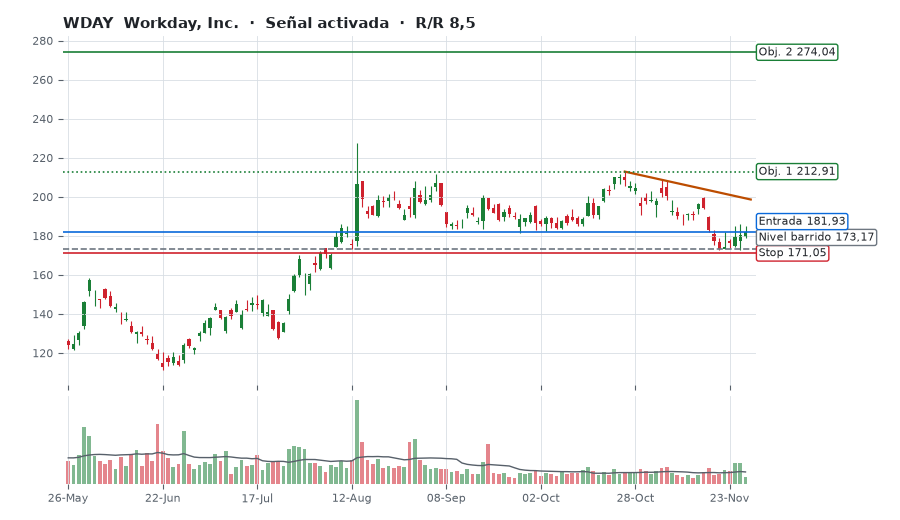 WDAY Workday, Inc. · Señal activada · R/R 8,5
280
260
240
220
200
180
160
140
120
Obj. 2 274,04
Obj. 1 212,91
Entrada 181,93
Nivel barrido 173,17
Stop 171,05
26-May
22-Jun
17-Jul
12-Aug
08-Sep
02-Oct
28-Oct
23-Nov